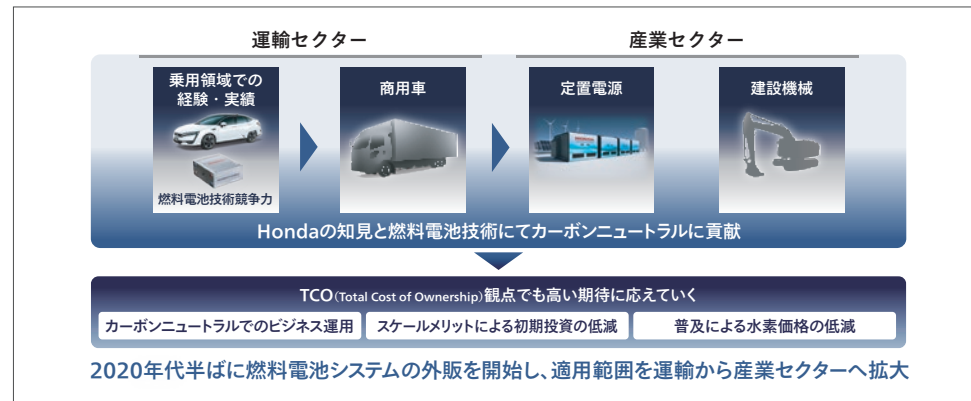 運輸セクター
産業セクター
乗用領域での
経験・実績
燃料電池技術競争力
商用車
定置電源
建設機械
Hondaの知見と燃料電池技術にてカーボンニュートラルに貢献
TCO(Total Cost of Ownership)観点でも高い期待に応えていく
カーボンニュートラルでのビジネス運用
スケールメリットによる初期投資の低減
普及による水素価格の低減
2020年代半ばに燃料電池システムの外販を開始し、適用範囲を運輸から産業セクターへ拡大